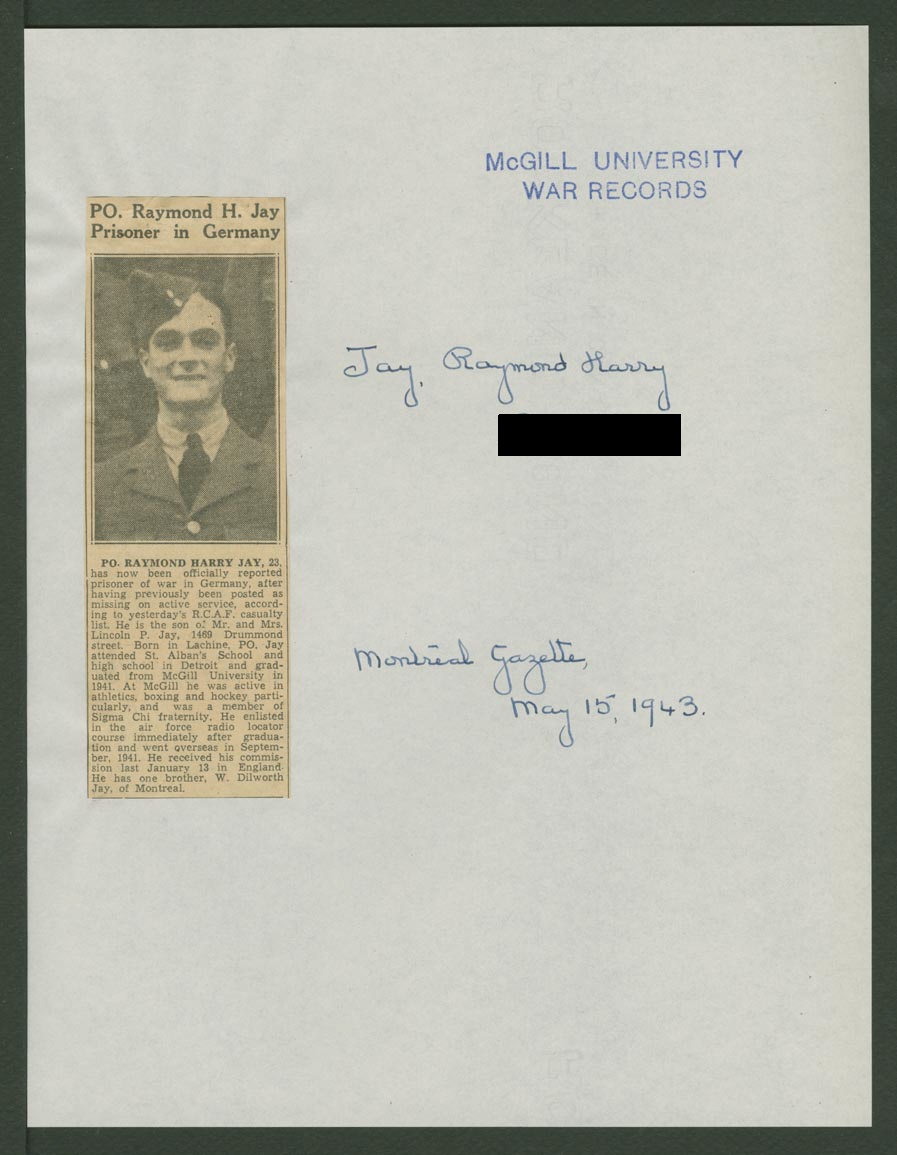 McGILL UNIVERSITY
WAR RECORDS
PO. Raymond H. Jay
Prisoner in Germany
Jay, Raymond Harry
PO. RAYMOND HARRY JAY, 23,
has now been officially reported
prisoner of war in Germany, after
having previously been posted as
missing on active service, accord-
ing to yesterday's R.C.A.F. casualty
list. He is the son of Mr. and Mrs.
Lincoln P. Jay, 1469 Drummond
street. Born in Lachine, PO. Jay
attended St. Alban's School and
high school in Detroit and grad-
uated from McGill University in
1941. At McGill he was active in
athletics, boxing and hockey parti-
cularly, and was a member of
Sigma Chi fraternity. He enlisted
in the air force radio locator
course immediately after gradua-
tion and went overseas in Septem-
ber, 1941. He received his commis-
sion last January 13 in England.
He has one brother, W. Dilworth
Jay, of Montreal.
Montreal Gazette,
May 15, 1943.